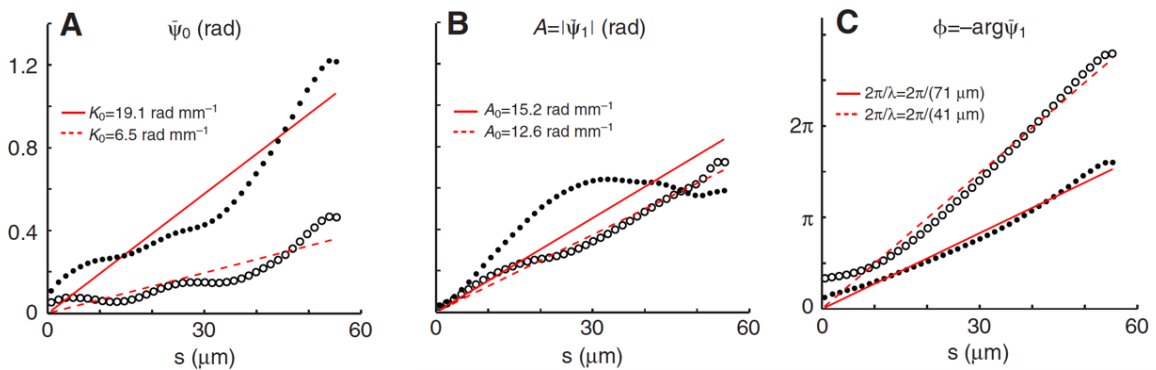 A
ψ̃₀ (rad)
1.2
0.8
0.4
0
K₀=19.1 rad mm⁻¹
K₀=6.5 rad mm⁻¹
0
30
60
s (μm)
B
A=|ψ̃₁| (rad)
A₀=15.2 rad mm⁻¹
A₀=12.6 rad mm⁻¹
0
30
60
s (μm)
C
ϕ=–argψ̃₁
2π/λ=2π/(71 μm)
2π/λ=2π/(41 μm)
2π
π
0
0
30
60
s (μm)